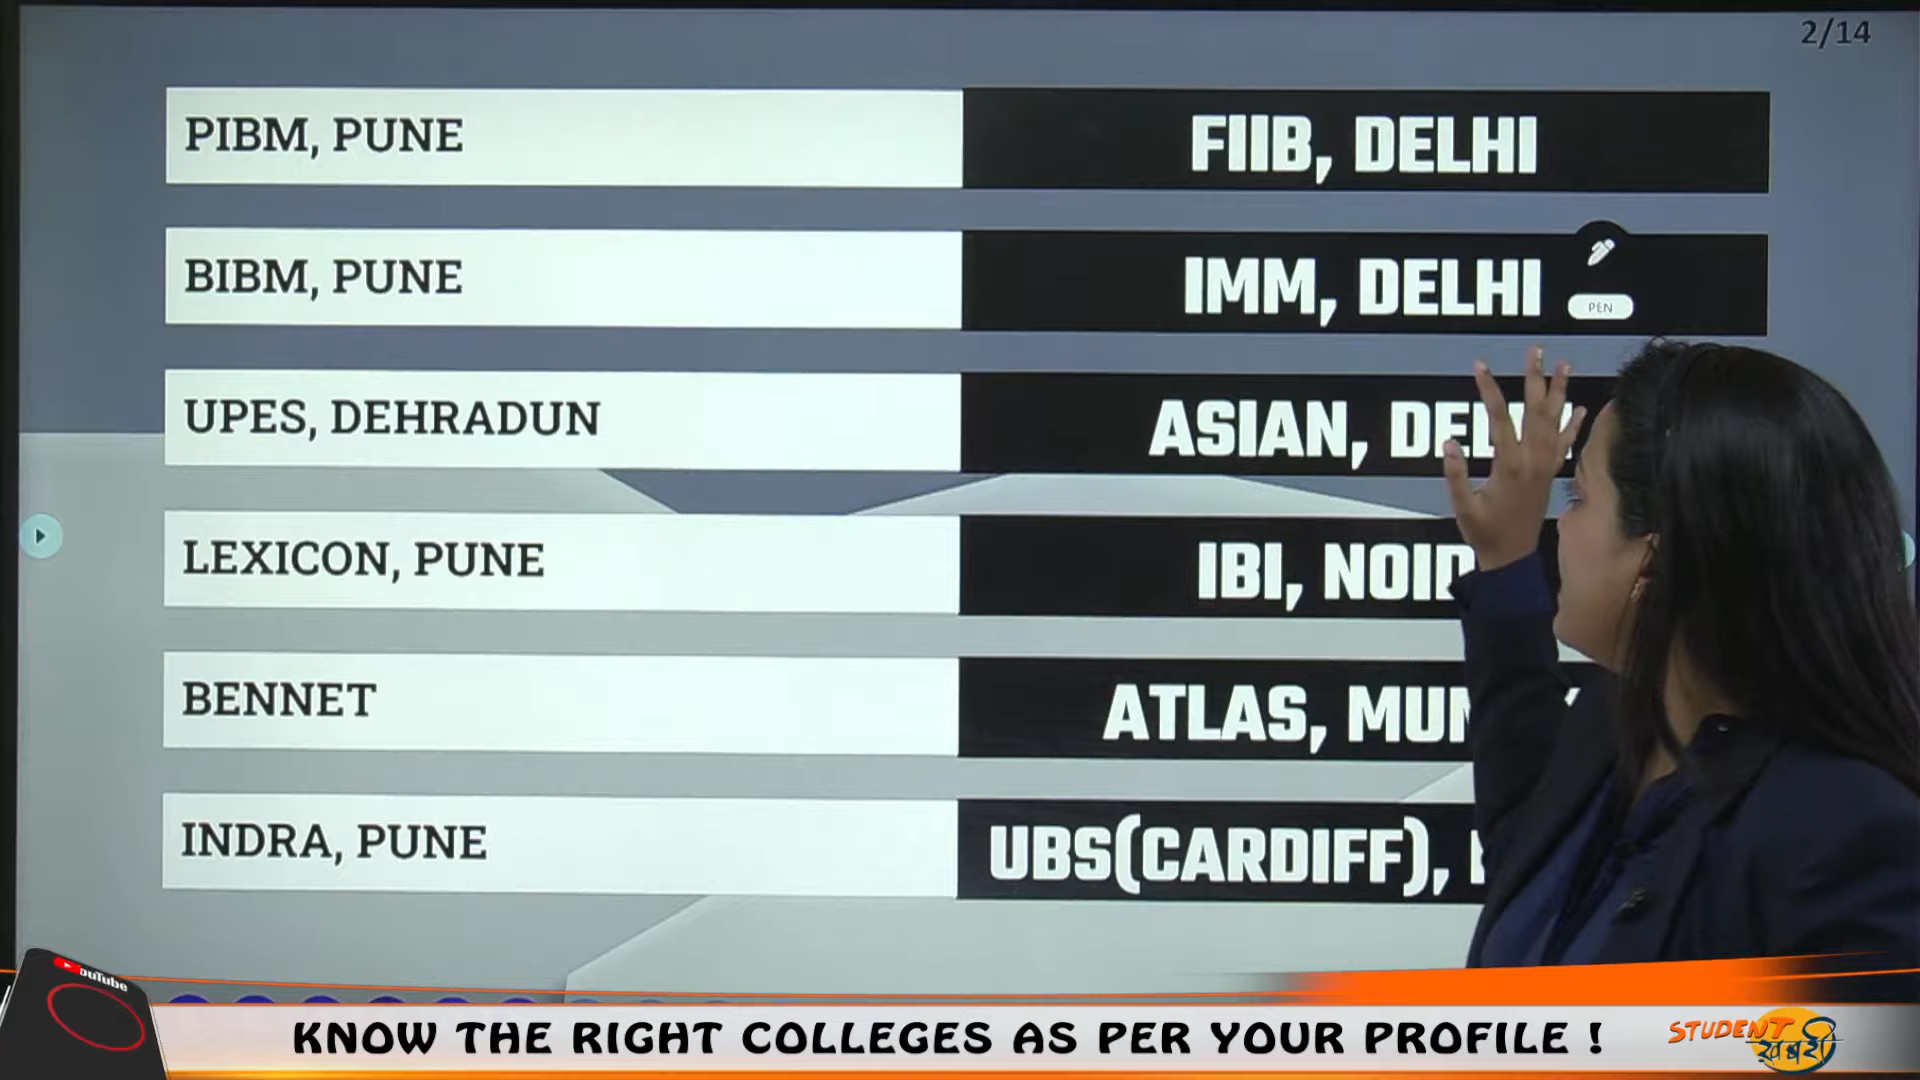 2/14
PIBM, PUNE
FIIB, DELHI
BIBM, PUNE
IMM, DELHI
PEN
UPES, DEHRADUN
ASIAN,
LEXICON, PUNE
IBI,
BENNET
ATLAS,
INDRA, PUNE
UBS(CARDIFF),
KNOW THE RIGHT COLLEGES AS PER YOUR PROFILE !
STUDENT
ख़बरी